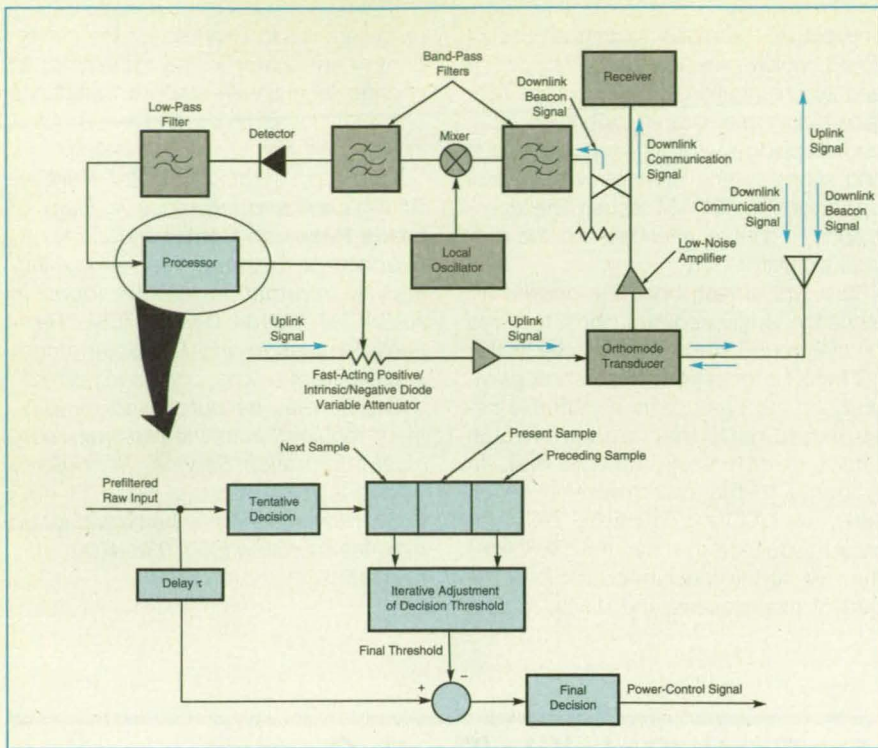 Band-Pass
Filters
Low-Pass
Filter
Detector
Mixer
Downlink
Beacon
Signal
Receiver
Downlink
Communication
Signal
Uplink
Signal
Downlink
Communication
Signal
Downlink
Beacon
Signal
Local
Oscillator
Low-Noise
Amplifier
Processor
Uplink
Signal
Uplink
Signal
Orthomode
Transducer
Fast-Acting Positive/
Intrinsic/Negative Diode
Variable Attenuator
Next Sample
Present Sample
Preceding Sample
Prefiltered
Raw Input
Tentative
Decision
Delay τ
Iterative Adjustment
of Decision Threshold
Final Threshold
−
+
Final
Decision
Power-Control Signal